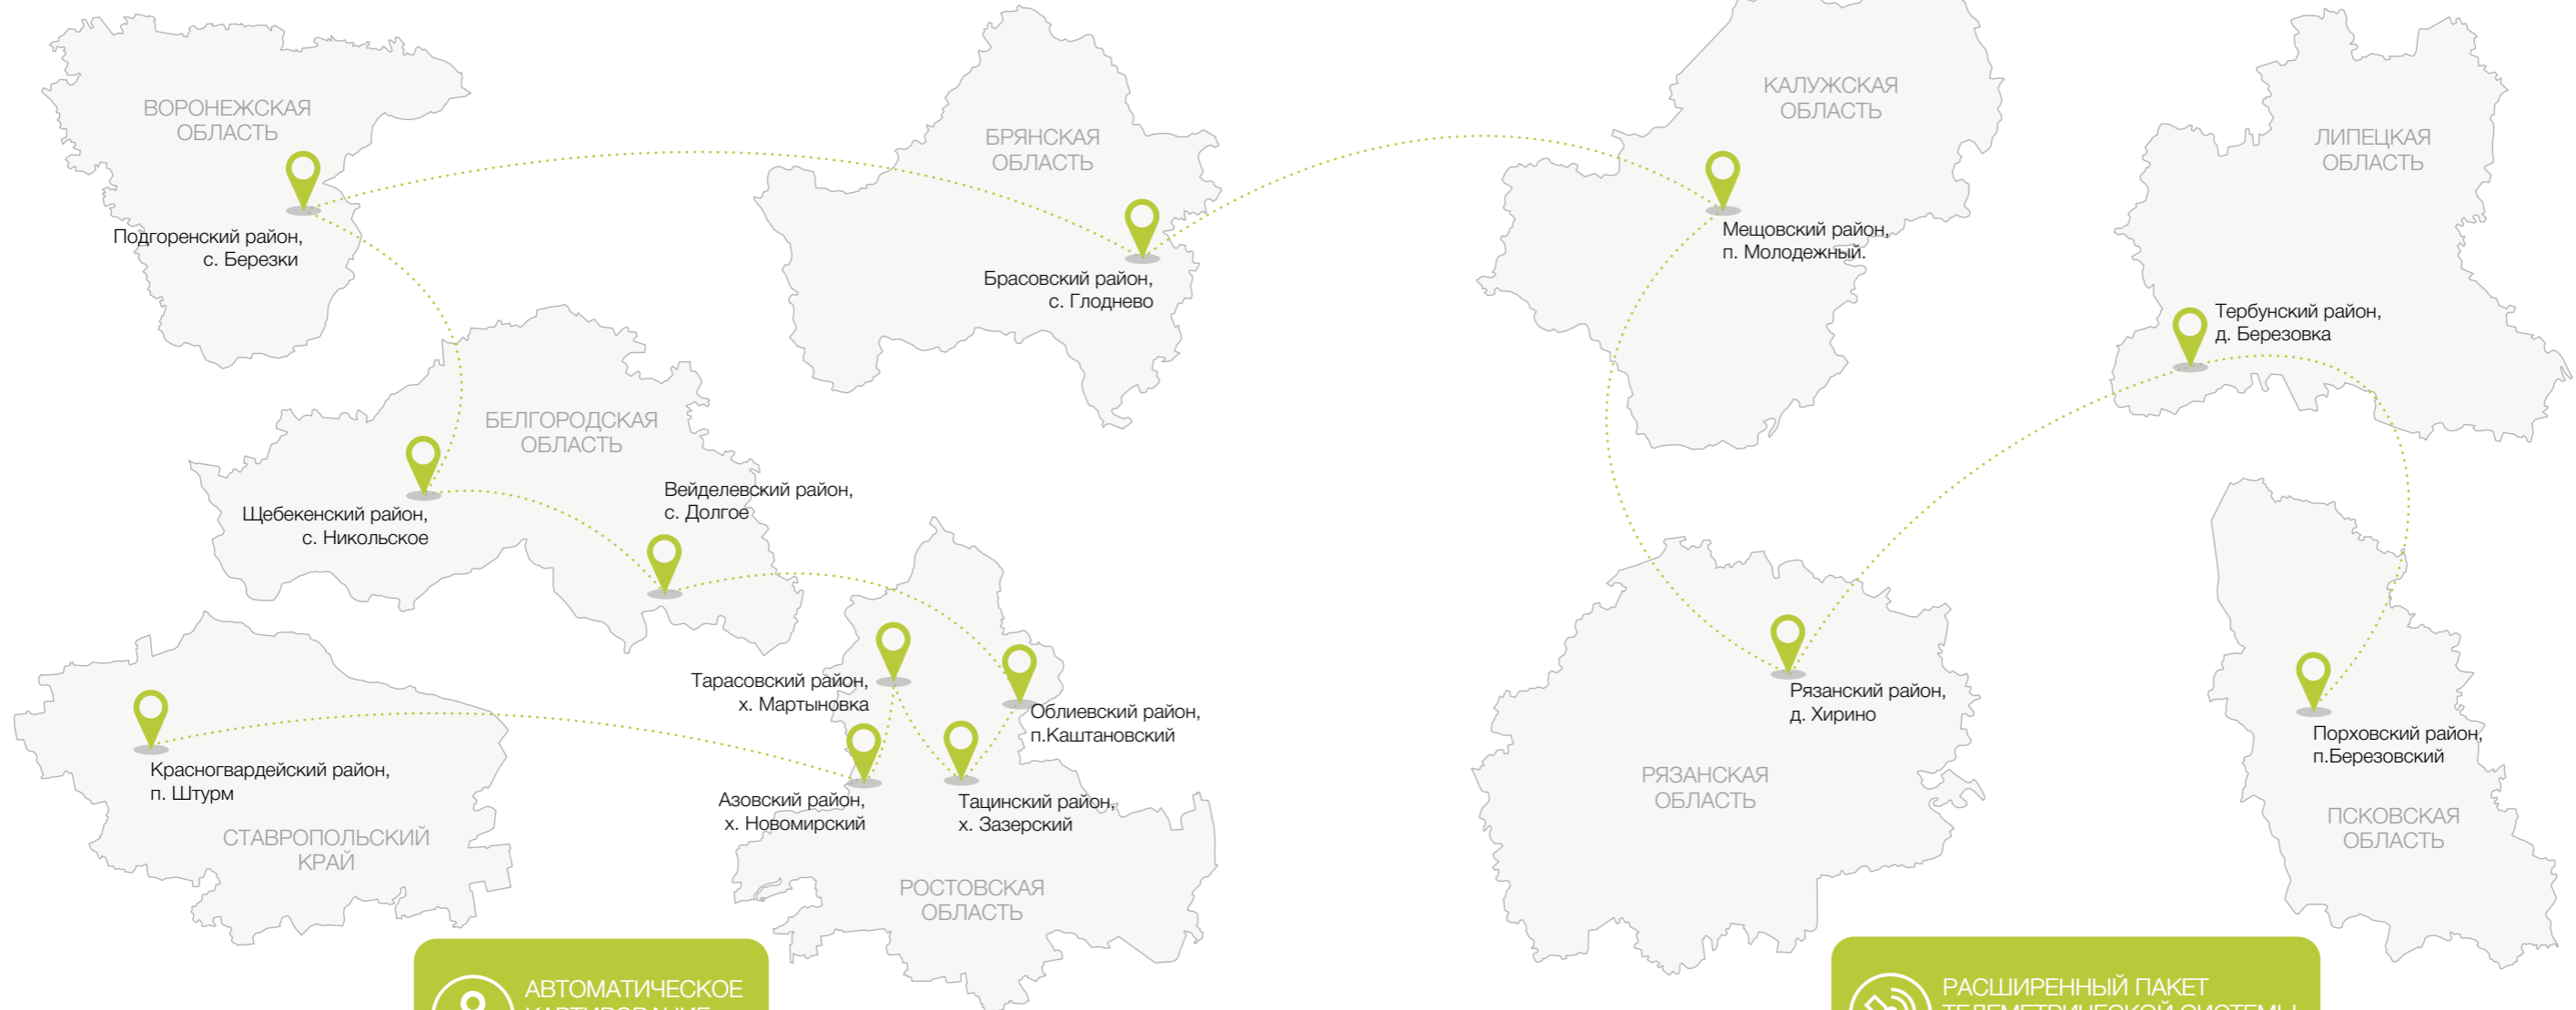 ВОРОНЕЖСКАЯ
ОБЛАСТЬ
Подгоренский район,
с. Березки
БРЯНСКАЯ
ОБЛАСТЬ
Брасовский район,
с. Глоднево
КАЛУЖСКАЯ
ОБЛАСТЬ
Мещовский район,
п. Молодежный.
ЛИПЕЦКАЯ
ОБЛАСТЬ
Тербунский район,
д. Березовка
БЕЛГОРОДСКАЯ
ОБЛАСТЬ
Щебекенский район,
с. Никольское
Вейделевский район,
с. Долгое
Тарасовский район,
х. Мартыновка
Облиевский район,
п.Каштановский
Азовский район,
х. Новомирский
Тацинский район,
х. Зазерский
РОСТОВСКАЯ
ОБЛАСТЬ
Красногвардейский район,
п. Штурм
СТАВРОПОЛЬСКИЙ
КРАЙ
Рязанский район,
д. Хирино
РЯЗАНСКАЯ
ОБЛАСТЬ
Порховский район,
п.Березовский
ПСКОВСКАЯ
ОБЛАСТЬ
АВТОМАТИЧЕСКОЕ
КАРТИРОВАНИЕ
РАСШИРЕННЫЙ ПАКЕТ
ТЕЛЕМЕТРИЧЕСКОЙ СИСТЕМЫ